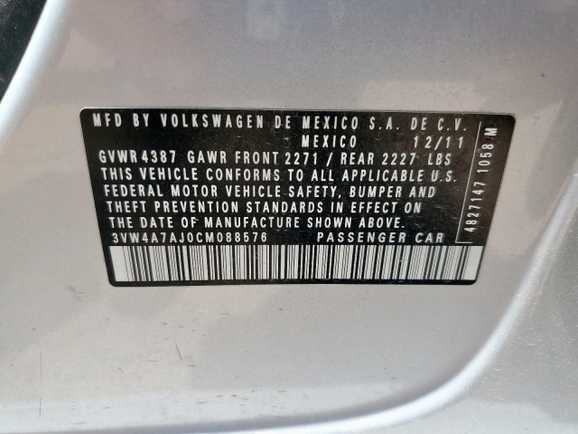 MFD BY VOLKSWAGEN DE MEXICO S.A. DE C.V.
MEXICO 12/11
GVWR 4387 GAWR FRONT 2271 / REAR 2227 LBS
THIS VEHICLE CONFORMS TO ALL APPLICABLE U.S.
FEDERAL MOTOR VEHICLE SAFETY, BUMPER AND
THEFT PREVENTION STANDARDS IN EFFECT ON
THE DATE OF MANUFACTURE SHOWN ABOVE.
3VW4A7AJ0CM088576 PASSENGER CAR
4827147 1058 M